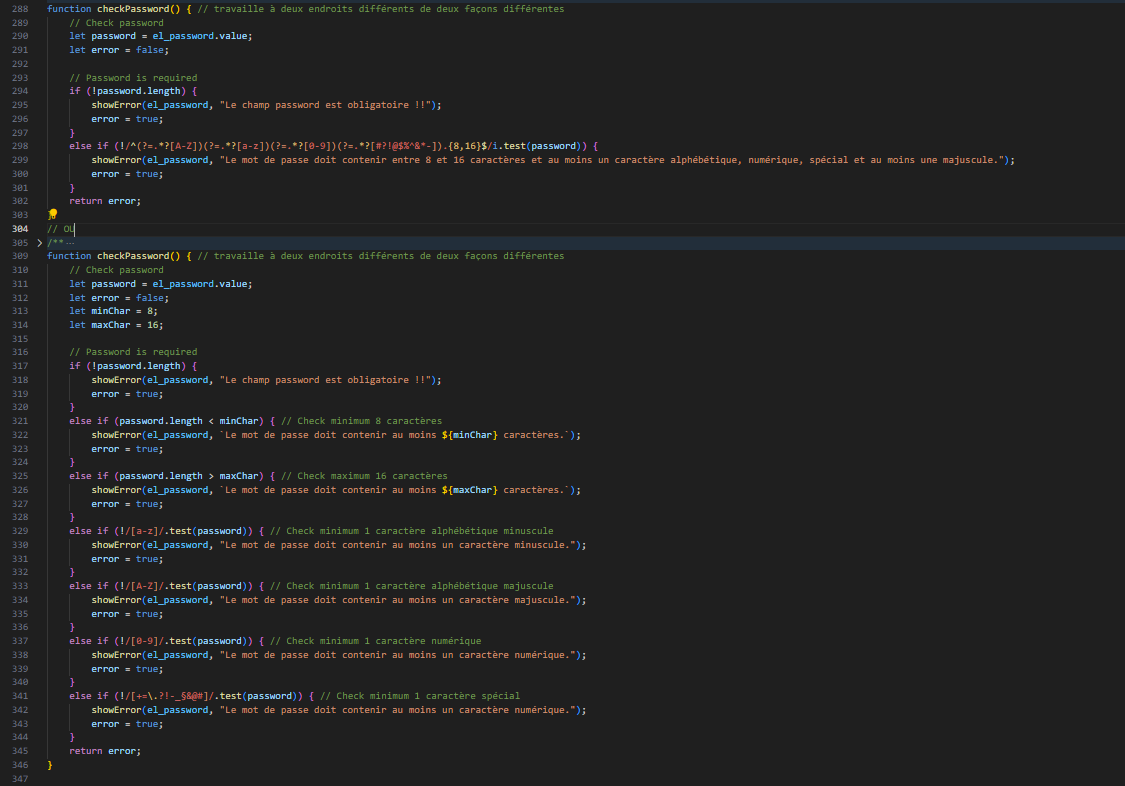 288 function checkPassword() { // travaille à deux endroits différents de deux façons différentes
289 // Check password
290 let password = el_password.value;
291 let error = false;
292
293 // Password is required
294 if (!password.length) {
295 showError(el_password, "Le champ password est obligatoire !!");
296 error = true;
297 }
298 else if (!/^(?=.*?[A-Z])(?=.*?[a-z])(?=.*?[0-9])(?=.*?[#?!@$%^&*-]).{8,16}$/i.test(password)) {
299 showError(el_password, "Le mot de passe doit contenir entre 8 et 16 caractères et au moins un caractère alphébétique, numérique, spécial et au moins une majuscule.");
300 error = true;
301 }
302 return error;
303 }
304 // OU
305 /** ...
309 function checkPassword() { // travaille à deux endroits différents de deux façons différentes
310 // Check password
311 let password = el_password.value;
312 let error = false;
313 let minChar = 8;
314 let maxChar = 16;
315
316 // Password is required
317 if (!password.length) {
318 showError(el_password, "Le champ password est obligatoire !!");
319 error = true;
320 }
321 else if (password.length < minChar) { // Check minimum 8 caractères
322 showError(el_password, `Le mot de passe doit contenir au moins ${minChar} caractères.`);
323 error = true;
324 }
325 else if (password.length > maxChar) { // Check maximum 16 caractères
326 showError(el_password, `Le mot de passe doit contenir au moins ${maxChar} caractères.`);
327 error = true;
328 }
329 else if (!/[a-z]/.test(password)) { // Check minimum 1 caractère alphébétique minuscule
330 showError(el_password, "Le mot de passe doit contenir au moins un caractère minuscule.");
331 error = true;
332 }
333 else if (!/[A-Z]/.test(password)) { // Check minimum 1 caractère alphébétique majuscule
334 showError(el_password, "Le mot de passe doit contenir au moins un caractère majuscule.");
335 error = true;
336 }
337 else if (!/[0-9]/.test(password)) { // Check minimum 1 caractère numérique
338 showError(el_password, "Le mot de passe doit contenir au moins un caractère numérique.");
339 error = true;
340 }
341 else if (!/[+=\.?!-_§&@#]/.test(password)) { // Check minimum 1 caractère spécial
342 showError(el_password, "Le mot de passe doit contenir au moins un caractère numérique.");
343 error = true;
344 }
345 return error;
346 }
347